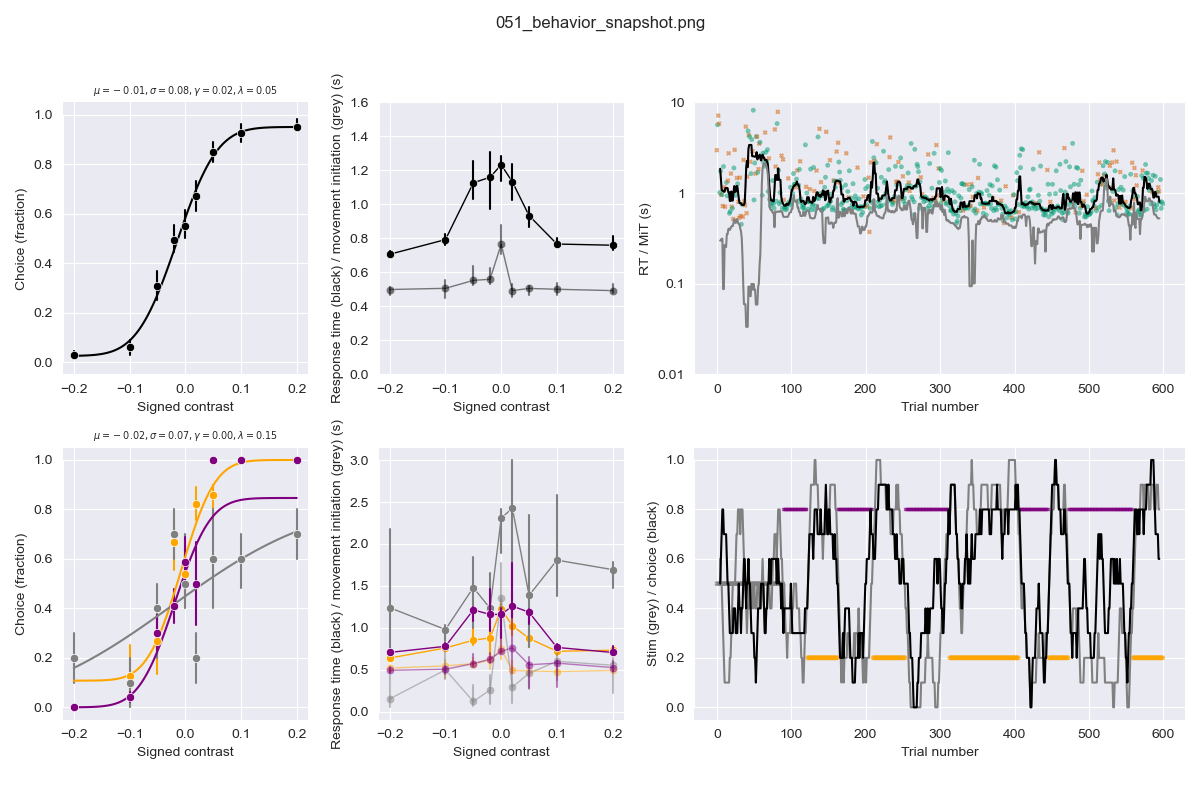 051_behavior_snapshot.png
μ = − 0.01, σ = 0.08, γ = 0.02, λ = 0.05
Choice (fraction)
1.0
0.8
0.6
0.4
0.2
0.0
−0.2 −0.1 0.0 0.1 0.2
Signed contrast
Response time (black) / movement initiation (grey) (s)
1.6
1.4
1.2
1.0
0.8
0.6
0.4
0.2
0.0
−0.2 −0.1 0.0 0.1 0.2
Signed contrast
RT / MiT (s)
10
1
0.1
0.01
0 100 200 300 400 500 600
Trial number
μ = − 0.02, σ = 0.07, γ = 0.00, λ = 0.15
Choice (fraction)
1.0
0.8
0.6
0.4
0.2
0.0
−0.2 −0.1 0.0 0.1 0.2
Signed contrast
Response time (black) / movement initiation (grey) (s)
3.0
2.5
2.0
1.5
1.0
0.5
0.0
−0.2 −0.1 0.0 0.1 0.2
Signed contrast
Stim (grey) / choice (black)
1.0
0.8
0.6
0.4
0.2
0.0
0 100 200 300 400 500 600
Trial number